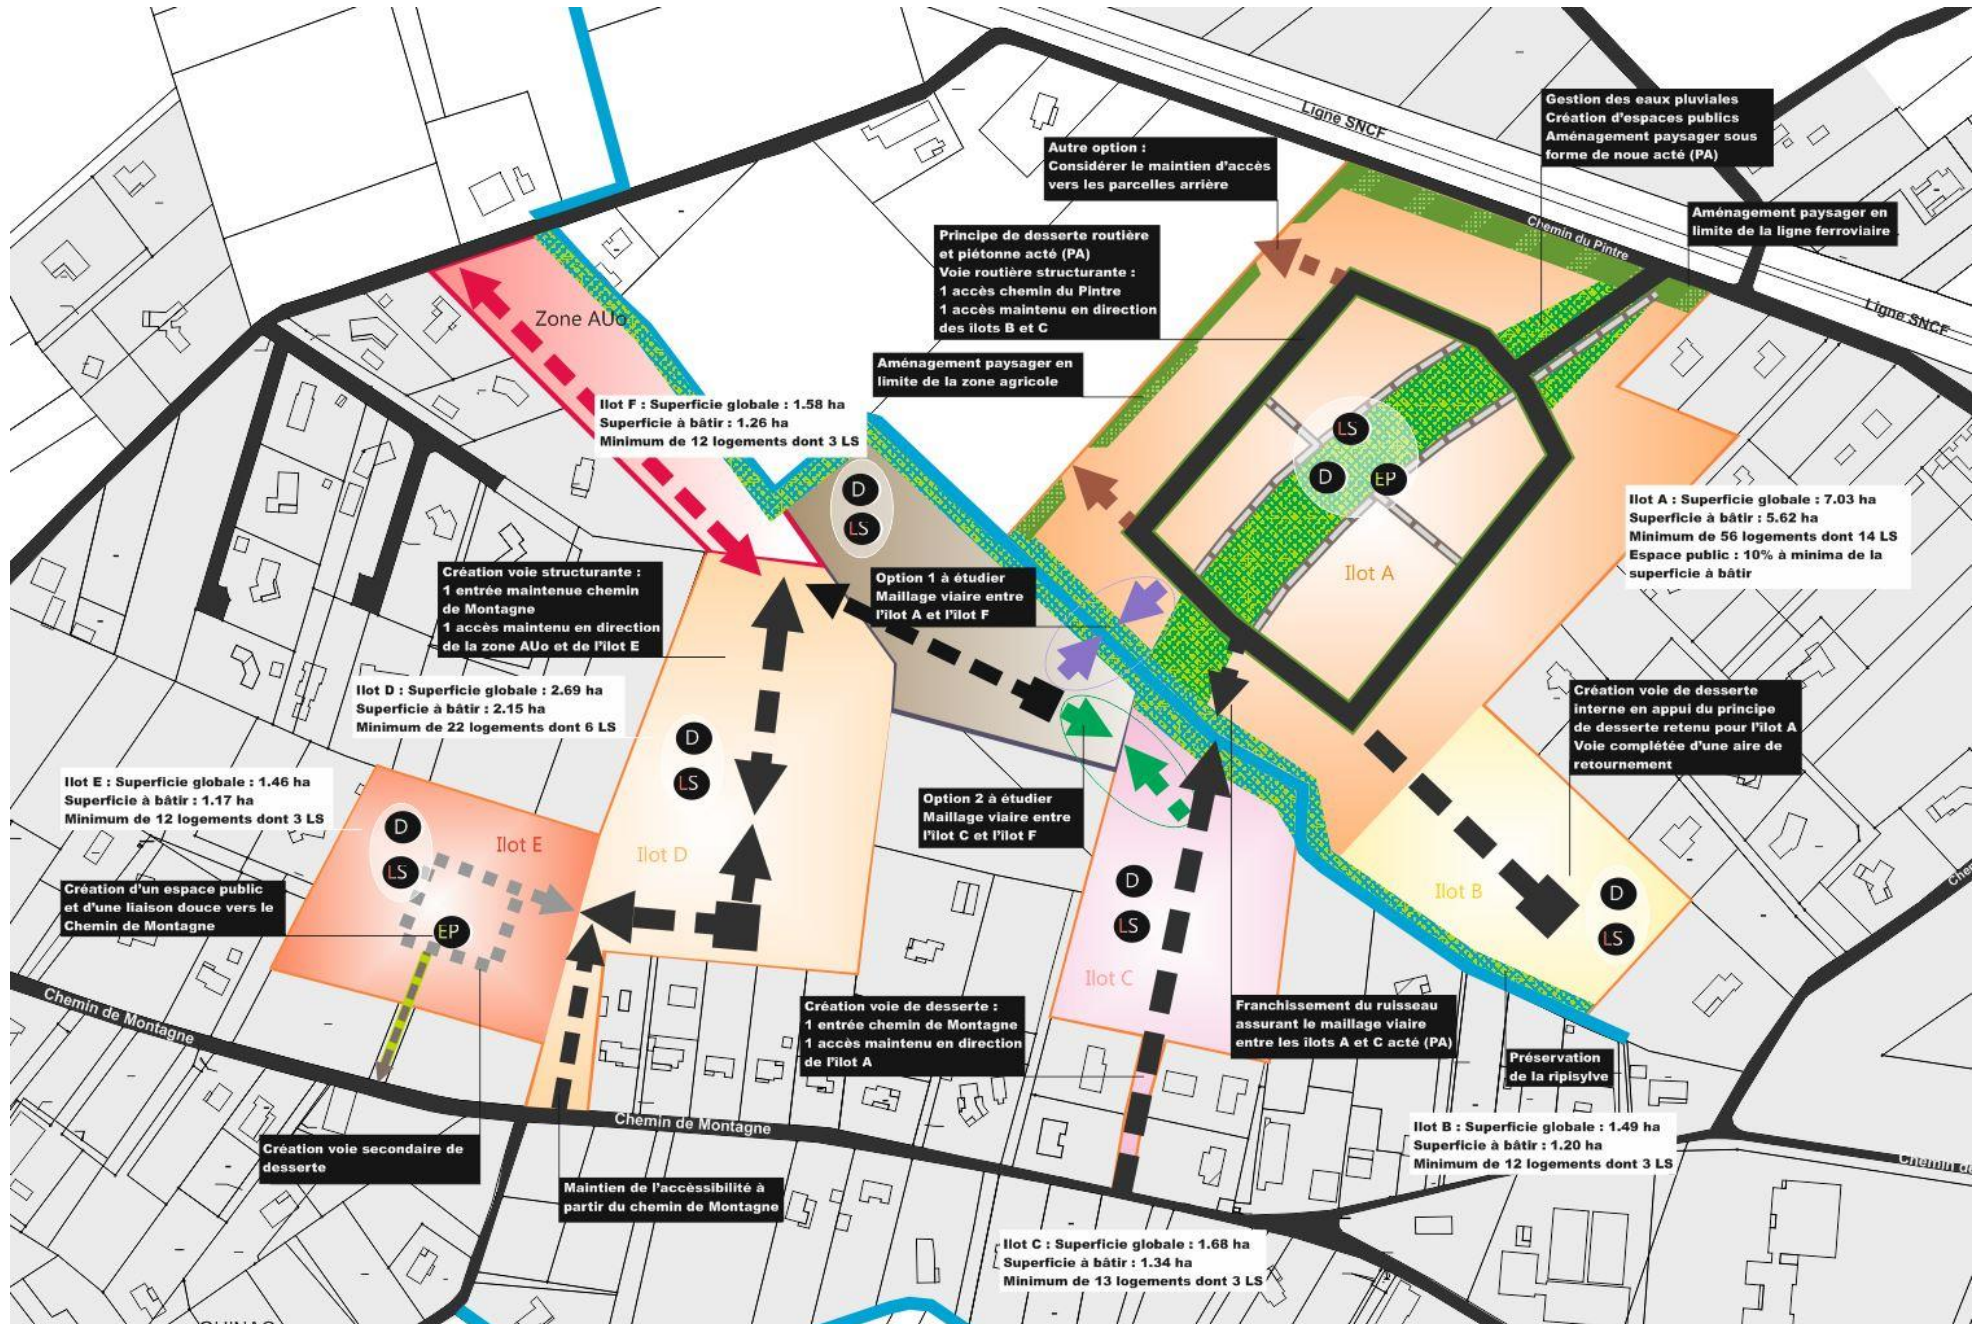 Ligne SNCF
Gestion des eaux pluviales
Création d'espaces publics
Aménagement paysager sous
forme de noue acté (PA)
Autre option :
Considérer le maintien d'accès
vers les parcelles arrière
Aménagement paysager en
limite de la ligne ferroviaire
Chemin du Pintre
Principe de desserte routière
et piétonne acté (PA)
Voie routière structurante :
1 accès chemin du Pintre
1 accès maintenu en direction
des îlots B et C
Ligne SNCF
Zone AUo
Aménagement paysager en
limite de la zone agricole
Ilot F : Superficie globale : 1.58 ha
Superficie à bâtir : 1.26 ha
Minimum de 12 logements dont 3 LS
LS
D
EP
D
LS
Ilot A : Superficie globale : 7.03 ha
Superficie à bâtir : 5.62 ha
Minimum de 56 logements dont 14 LS
Espace public : 10% à minima de la
superficie à bâtir
Ilot A
Création voie structurante :
1 entrée maintenue chemin
de Montagne
1 accès maintenu en direction
de la zone AUo et de l'îlot E
Option 1 à étudier
Maillage viaire entre
l'îlot A et l'îlot F
Ilot D : Superficie globale : 2.69 ha
Superficie à bâtir : 2.15 ha
Minimum de 22 logements dont 6 LS
Création voie de desserte
interne en appui du principe
de desserte retenu pour l'îlot A
Voie complétée d'une aire de
retournement
D
LS
Ilot E : Superficie globale : 1.46 ha
Superficie à bâtir : 1.17 ha
Minimum de 12 logements dont 3 LS
Option 2 à étudier
Maillage viaire entre
l'îlot C et l'îlot F
D
LS
Ilot E
Ilot D
D
LS
Ilot B
D
LS
Création d'un espace public
et d'une liaison douce vers le
Chemin de Montagne
EP
Ilot C
Chemin de Montagne
Création voie de desserte :
1 entrée chemin de Montagne
1 accès maintenu en direction
de l'îlot A
Franchissement du ruisseau
assurant le maillage viaire
entre les îlots A et C acté (PA)
Préservation
de la ripisylve
Chemin de Montagne
Ilot B : Superficie globale : 1.49 ha
Superficie à bâtir : 1.20 ha
Minimum de 12 logements dont 3 LS
Chemin de
Création voie secondaire de
desserte
Maintien de l'accèssibilité à
partir du chemin de Montagne
Ilot C : Superficie globale : 1.68 ha
Superficie à bâtir : 1.34 ha
Minimum de 13 logements dont 3 LS